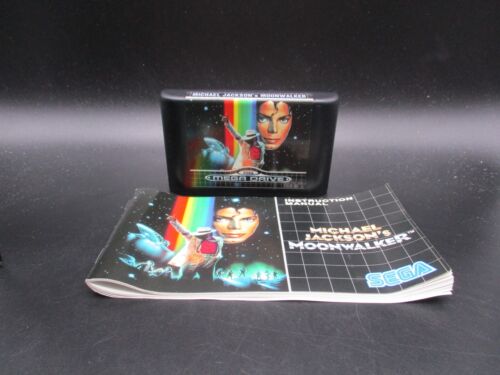 MICHAEL JACKSON'S MOONWALKER
MEGA DRIVE
INSTRUCTION
MANUAL
MICHAEL
JACKSON'S
MOONWALKER
SEGA